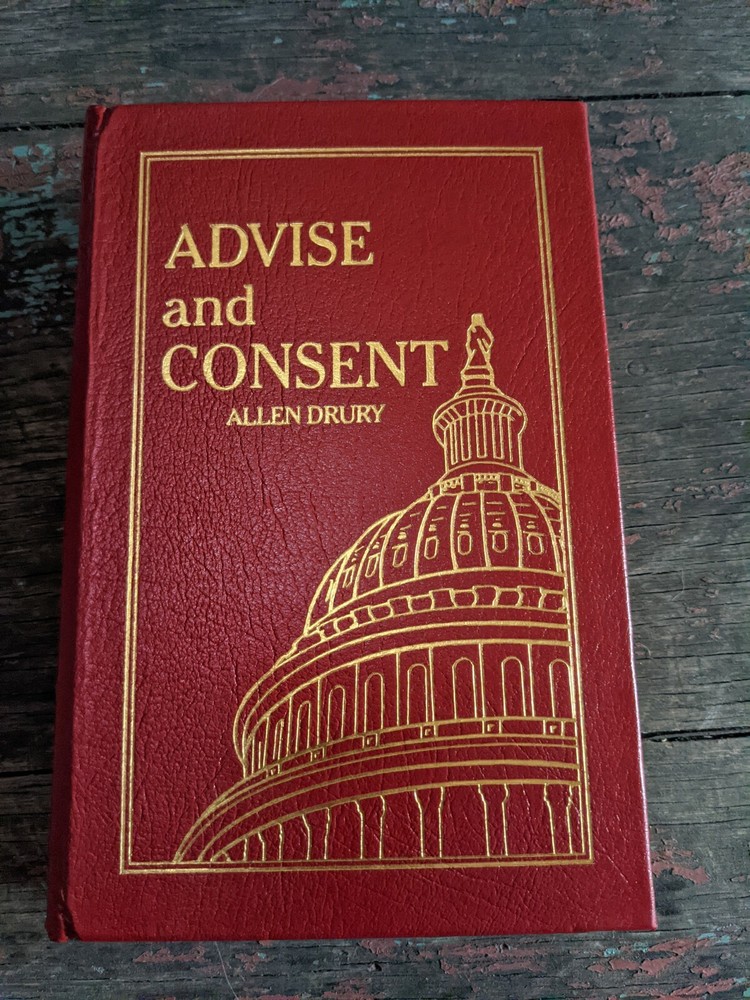 ADVISE
and
CONSENT
ALLEN DRURY